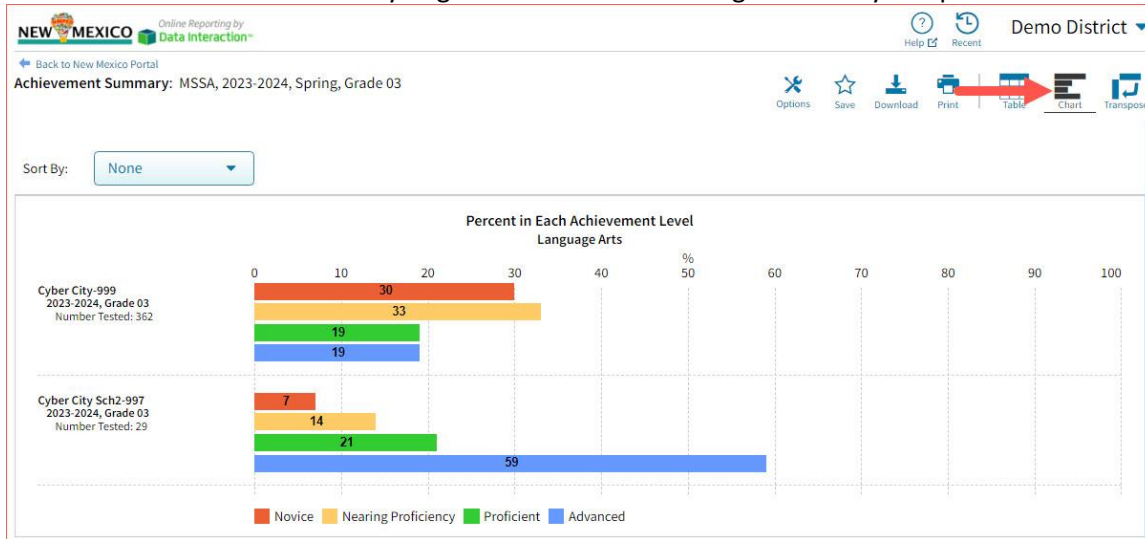 NEW MEXICO Online Reporting by
Data Interaction™
Help Recent Demo District
Back to New Mexico Portal
Achievement Summary: MSSA, 2023-2024, Spring, Grade 03
Options Save Download Print Table Chart Transpose
Sort By: None
Percent in Each Achievement Level
Language Arts
%
0 10 20 30 40 50 60 70 80 90 100
Cyber City-999
2023-2024, Grade 03
Number Tested: 362
30
33
19
19
Cyber City Sch2-997
2023-2024, Grade 03
Number Tested: 29
7
14
21
59
Novice Nearing Proficiency Proficient Advanced